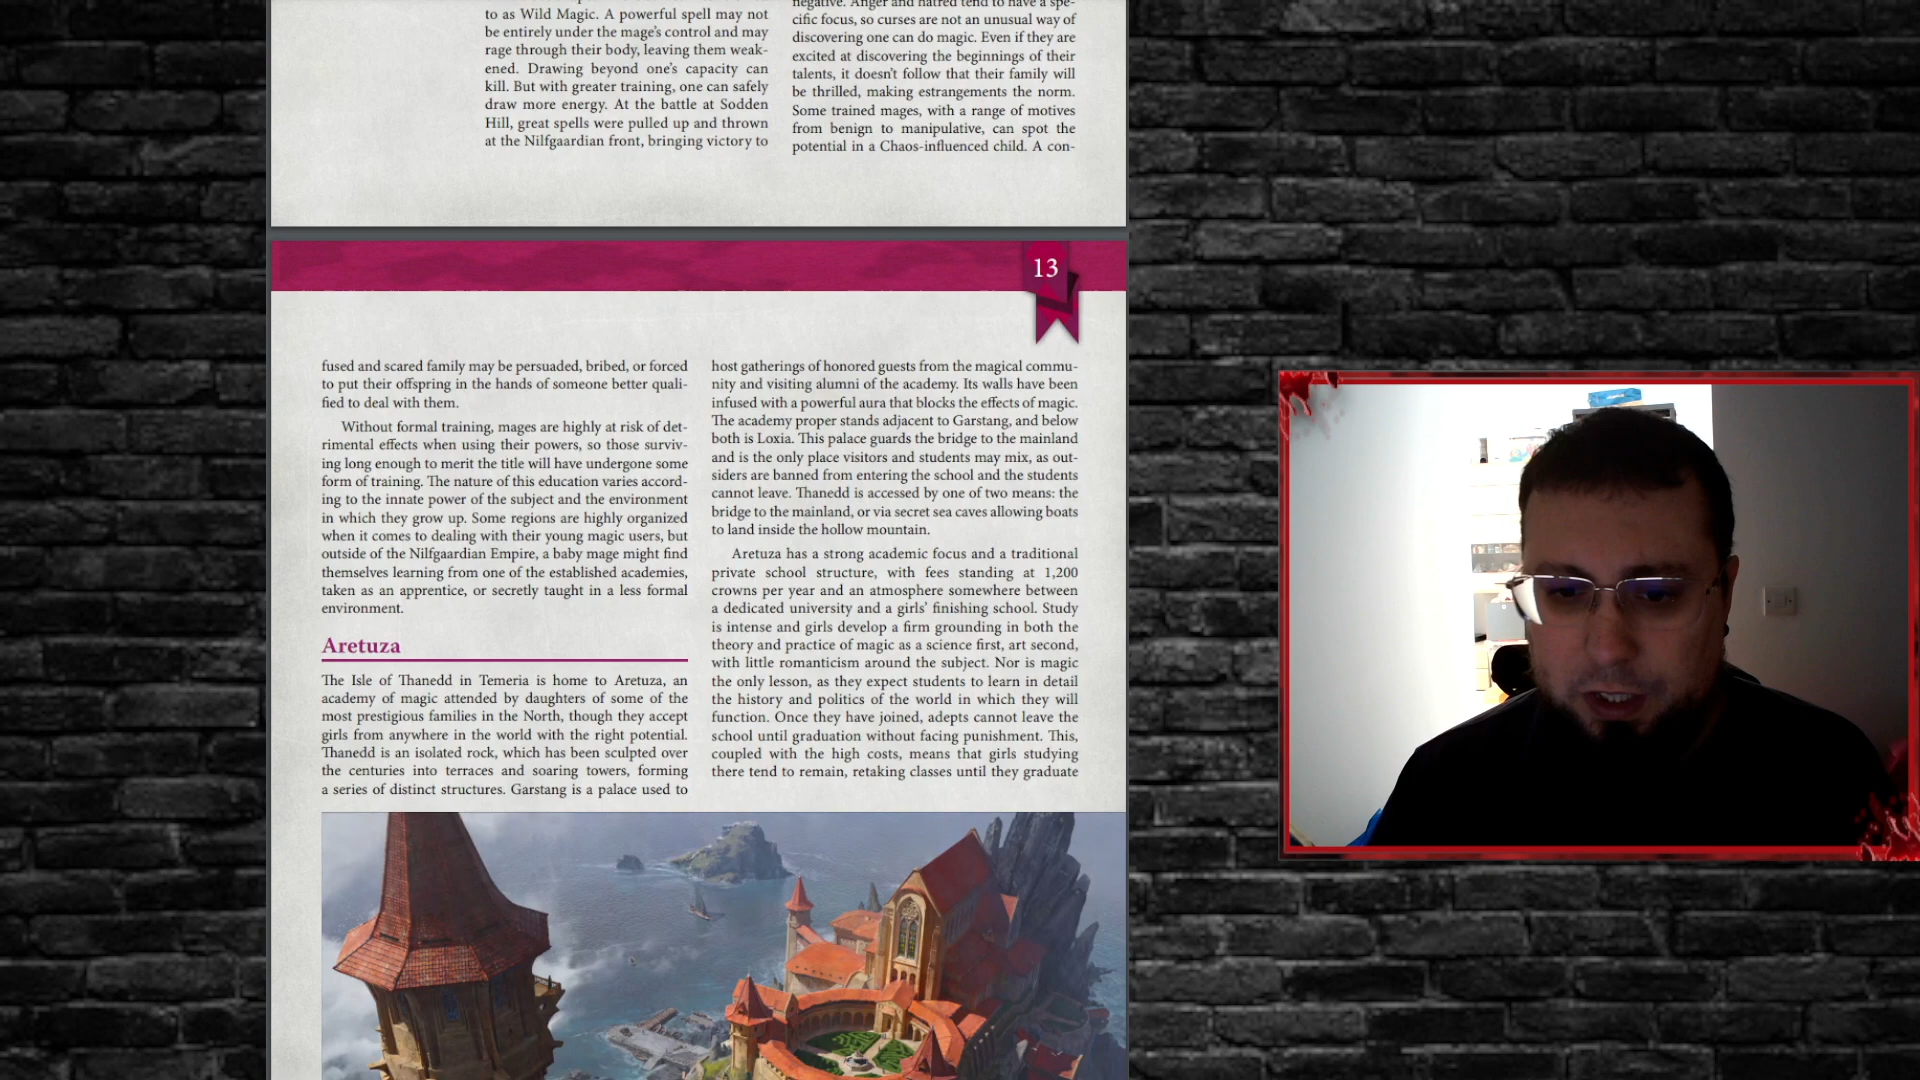 to as Wild Magic. A powerful spell may not
be entirely under the mage's control and may
rage through their body, leaving them weak-
ened. Drawing beyond one's capacity can
kill. But with greater training, one can safely
draw more energy. At the battle at Sodden
Hill, great spells were pulled up and thrown
at the Nilfgaardian front, bringing victory to
negative. Anger and hatred tend to have a spe-
cific focus, so curses are not an unusual way of
discovering one can do magic. Even if they are
excited at discovering the beginnings of their
talents, it doesn't follow that their family will
be thrilled, making estrangements the norm.
Some trained mages, with a range of motives
from benign to manipulative, can spot the
potential in a Chaos-influenced child. A con-
13
fused and scared family may be persuaded, bribed, or forced
to put their offspring in the hands of someone better quali-
fied to deal with them.
Without formal training, mages are highly at risk of det-
rimental effects when using their powers, so those surviv-
ing long enough to merit the title will have undergone some
form of training. The nature of this education varies accord-
ing to the innate power of the subject and the environment
in which they grow up. Some regions are highly organized
when it comes to dealing with their young magic users, but
outside of the Nilfgaardian Empire, a baby mage might find
themselves learning from one of the established academies,
taken as an apprentice, or secretly taught in a less formal
environment.
Aretuza
The Isle of Thanedd in Temeria is home to Aretuza, an
academy of magic attended by daughters of some of the
most prestigious families in the North, though they accept
girls from anywhere in the world with the right potential.
Thanedd is an isolated rock, which has been sculpted over
the centuries into terraces and soaring towers, forming
a series of distinct structures. Garstang is a palace used to
host gatherings of honored guests from the magical commu-
nity and visiting alumni of the academy. Its walls have been
infused with a powerful aura that blocks the effects of magic.
The academy proper stands adjacent to Garstang, and below
both is Loxia. This palace guards the bridge to the mainland
and is the only place visitors and students may mix, as out-
siders are banned from entering the school and the students
cannot leave. Thanedd is accessed by one of two means: the
bridge to the mainland, or via secret sea caves allowing boats
to land inside the hollow mountain.
Aretuza has a strong academic focus and a traditional
private school structure, with fees standing at 1,200
crowns per year and an atmosphere somewhere between
a dedicated university and a girls' finishing school. Study
is intense and girls develop a firm grounding in both the
theory and practice of magic as a science first, art second,
with little romanticism around the subject. Nor is magic
the only lesson, as they expect students to learn in detail
the history and politics of the world in which they will
function. Once they have joined, adepts cannot leave the
school until graduation without facing punishment. This,
coupled with the high costs, means that girls studying
there tend to remain, retaking classes until they graduate